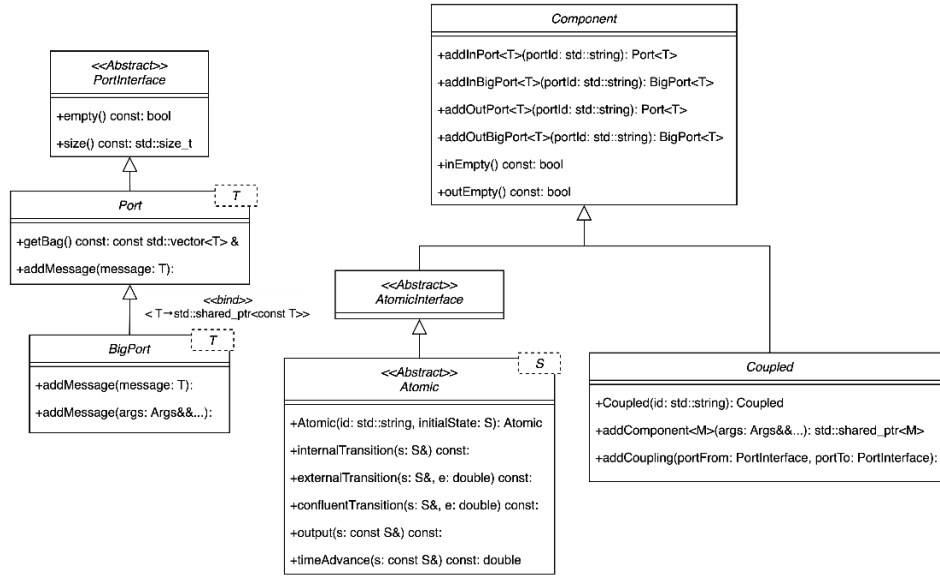 <<Abstract>>
PortInterface
+empty() const: bool
+size() const: std::size_t
T
Port
+getBag() const: const std::vector<T> &
+addMessage(message: T):
<<bind>>
< T→std::shared_ptr<const T>>
T
BigPort
+addMessage(message: T):
+addMessage(args: Args&&...):
Component
+addInPort<T>(portId: std::string): Port<T>
+addInBigPort<T>(portId: std::string): BigPort<T>
+addOutPort<T>(portId: std::string): Port<T>
+addOutBigPort<T>(portId: std::string): BigPort<T>
+inEmpty() const: bool
+outEmpty() const: bool
<<Abstract>>
AtomicInterface
S
<<Abstract>>
Atomic
+Atomic(id: std::string, initialState: S): Atomic
+internalTransition(s: S&) const:
+externalTransition(s: S&, e: double) const:
+confluentTransition(s: S&, e: double) const:
+output(s: const S&) const:
+timeAdvance(s: const S&) const: double
Coupled
+Coupled(id: std::string): Coupled
+addComponent<M>(args: Args&&...): std::shared_ptr<M>
+addCoupling(portFrom: PortInterface, portTo: PortInterface):